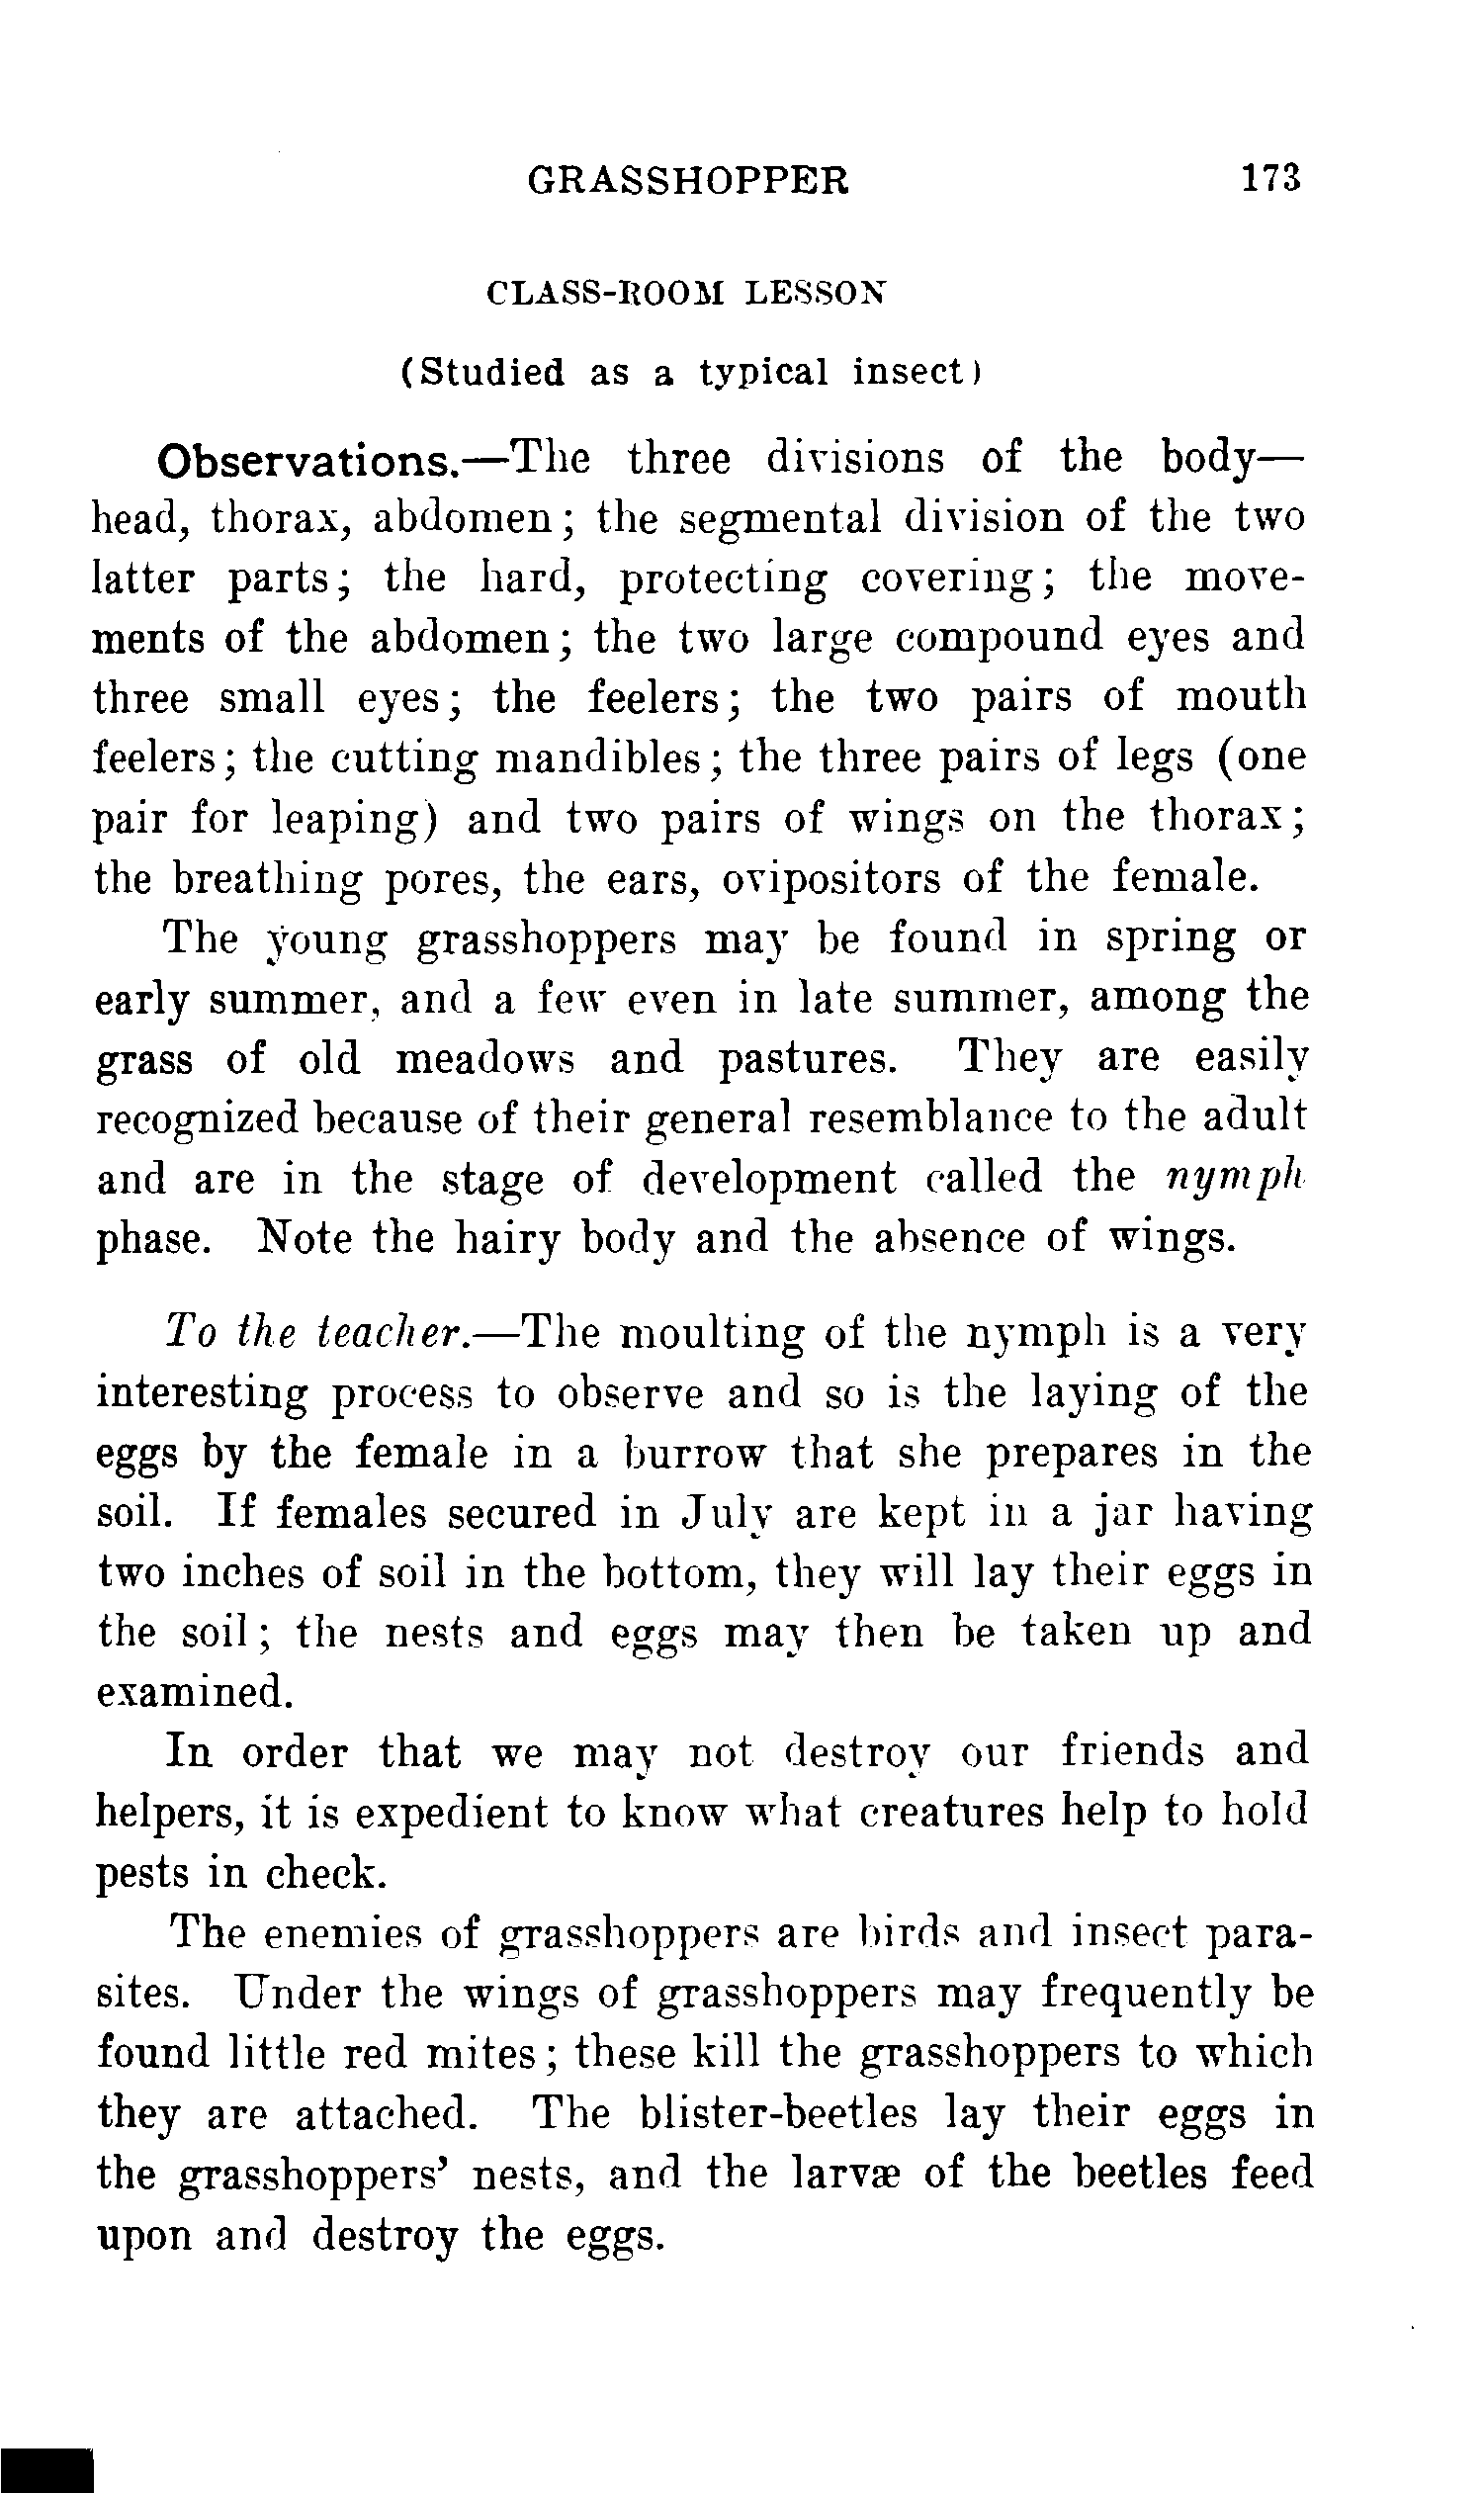 GRASSHOPPER 173
CLASS-ROOM LESSON
(Studied as a typical insect)
Observations.—The three divisions of the body—
head, thorax, abdomen; the segmental division of the two
latter parts; the hard, protecting covering; the move-
ments of the abdomen; the two large compound eyes and
three small eyes; the feelers; the two pairs of mouth
feelers; the cutting mandibles; the three pairs of legs (one
pair for leaping) and two pairs of wings on the thorax;
the breathing pores, the ears, ovipositors of the female.
The young grasshoppers may be found in spring or
early summer, and a few even in late summer, among the
grass of old meadows and pastures. They are easily
recognized because of their general resemblance to the adult
and are in the stage of development called the nymph
phase. Note the hairy body and the absence of wings.
To the teacher.—The moulting of the nymph is a very
interesting process to observe and so is the laying of the
eggs by the female in a burrow that she prepares in the
soil. If females secured in July are kept in a jar having
two inches of soil in the bottom, they will lay their eggs in
the soil; the nests and eggs may then be taken up and
examined.
In order that we may not destroy our friends and
helpers, it is expedient to know what creatures help to hold
pests in check.
The enemies of grasshoppers are birds and insect para-
sites. Under the wings of grasshoppers may frequently be
found little red mites; these kill the grasshoppers to which
they are attached. The blister-beetles lay their eggs in
the grasshoppers' nests, and the larvæ of the beetles feed
upon and destroy the eggs.